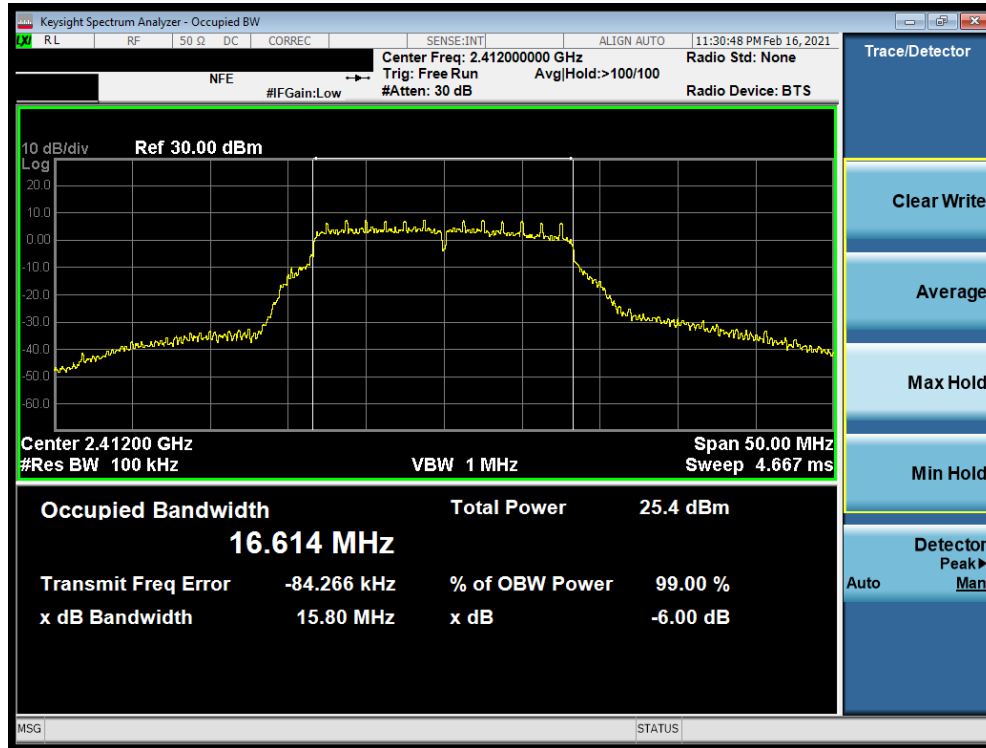 Keysight Spectrum Analyzer - Occupied BW
LXI RL RF 50 Ω DC CORREC SENSE:INT ALIGN AUTO 11:30:48 PM Feb 16, 2021
Center Freq: 2.412000000 GHz Radio Std: None
NFE Trig: Free Run Avg|Hold:>100/100
#IFGain:Low #Atten: 30 dB Radio Device: BTS
10 dB/div Ref 30.00 dBm
Log
20.0
10.0
0.00
-10.0
-20.0
-30.0
-40.0
-50.0
-60.0
Center 2.41200 GHz Span 50.00 MHz
#Res BW 100 kHz VBW 1 MHz Sweep 4.667 ms
Occupied Bandwidth Total Power 25.4 dBm
16.614 MHz
Transmit Freq Error -84.266 kHz % of OBW Power 99.00 %
x dB Bandwidth 15.80 MHz x dB -6.00 dB
MSG STATUS
Trace/Detector
Clear Write
Average
Max Hold
Min Hold
Detector
Peak▶
Auto Man